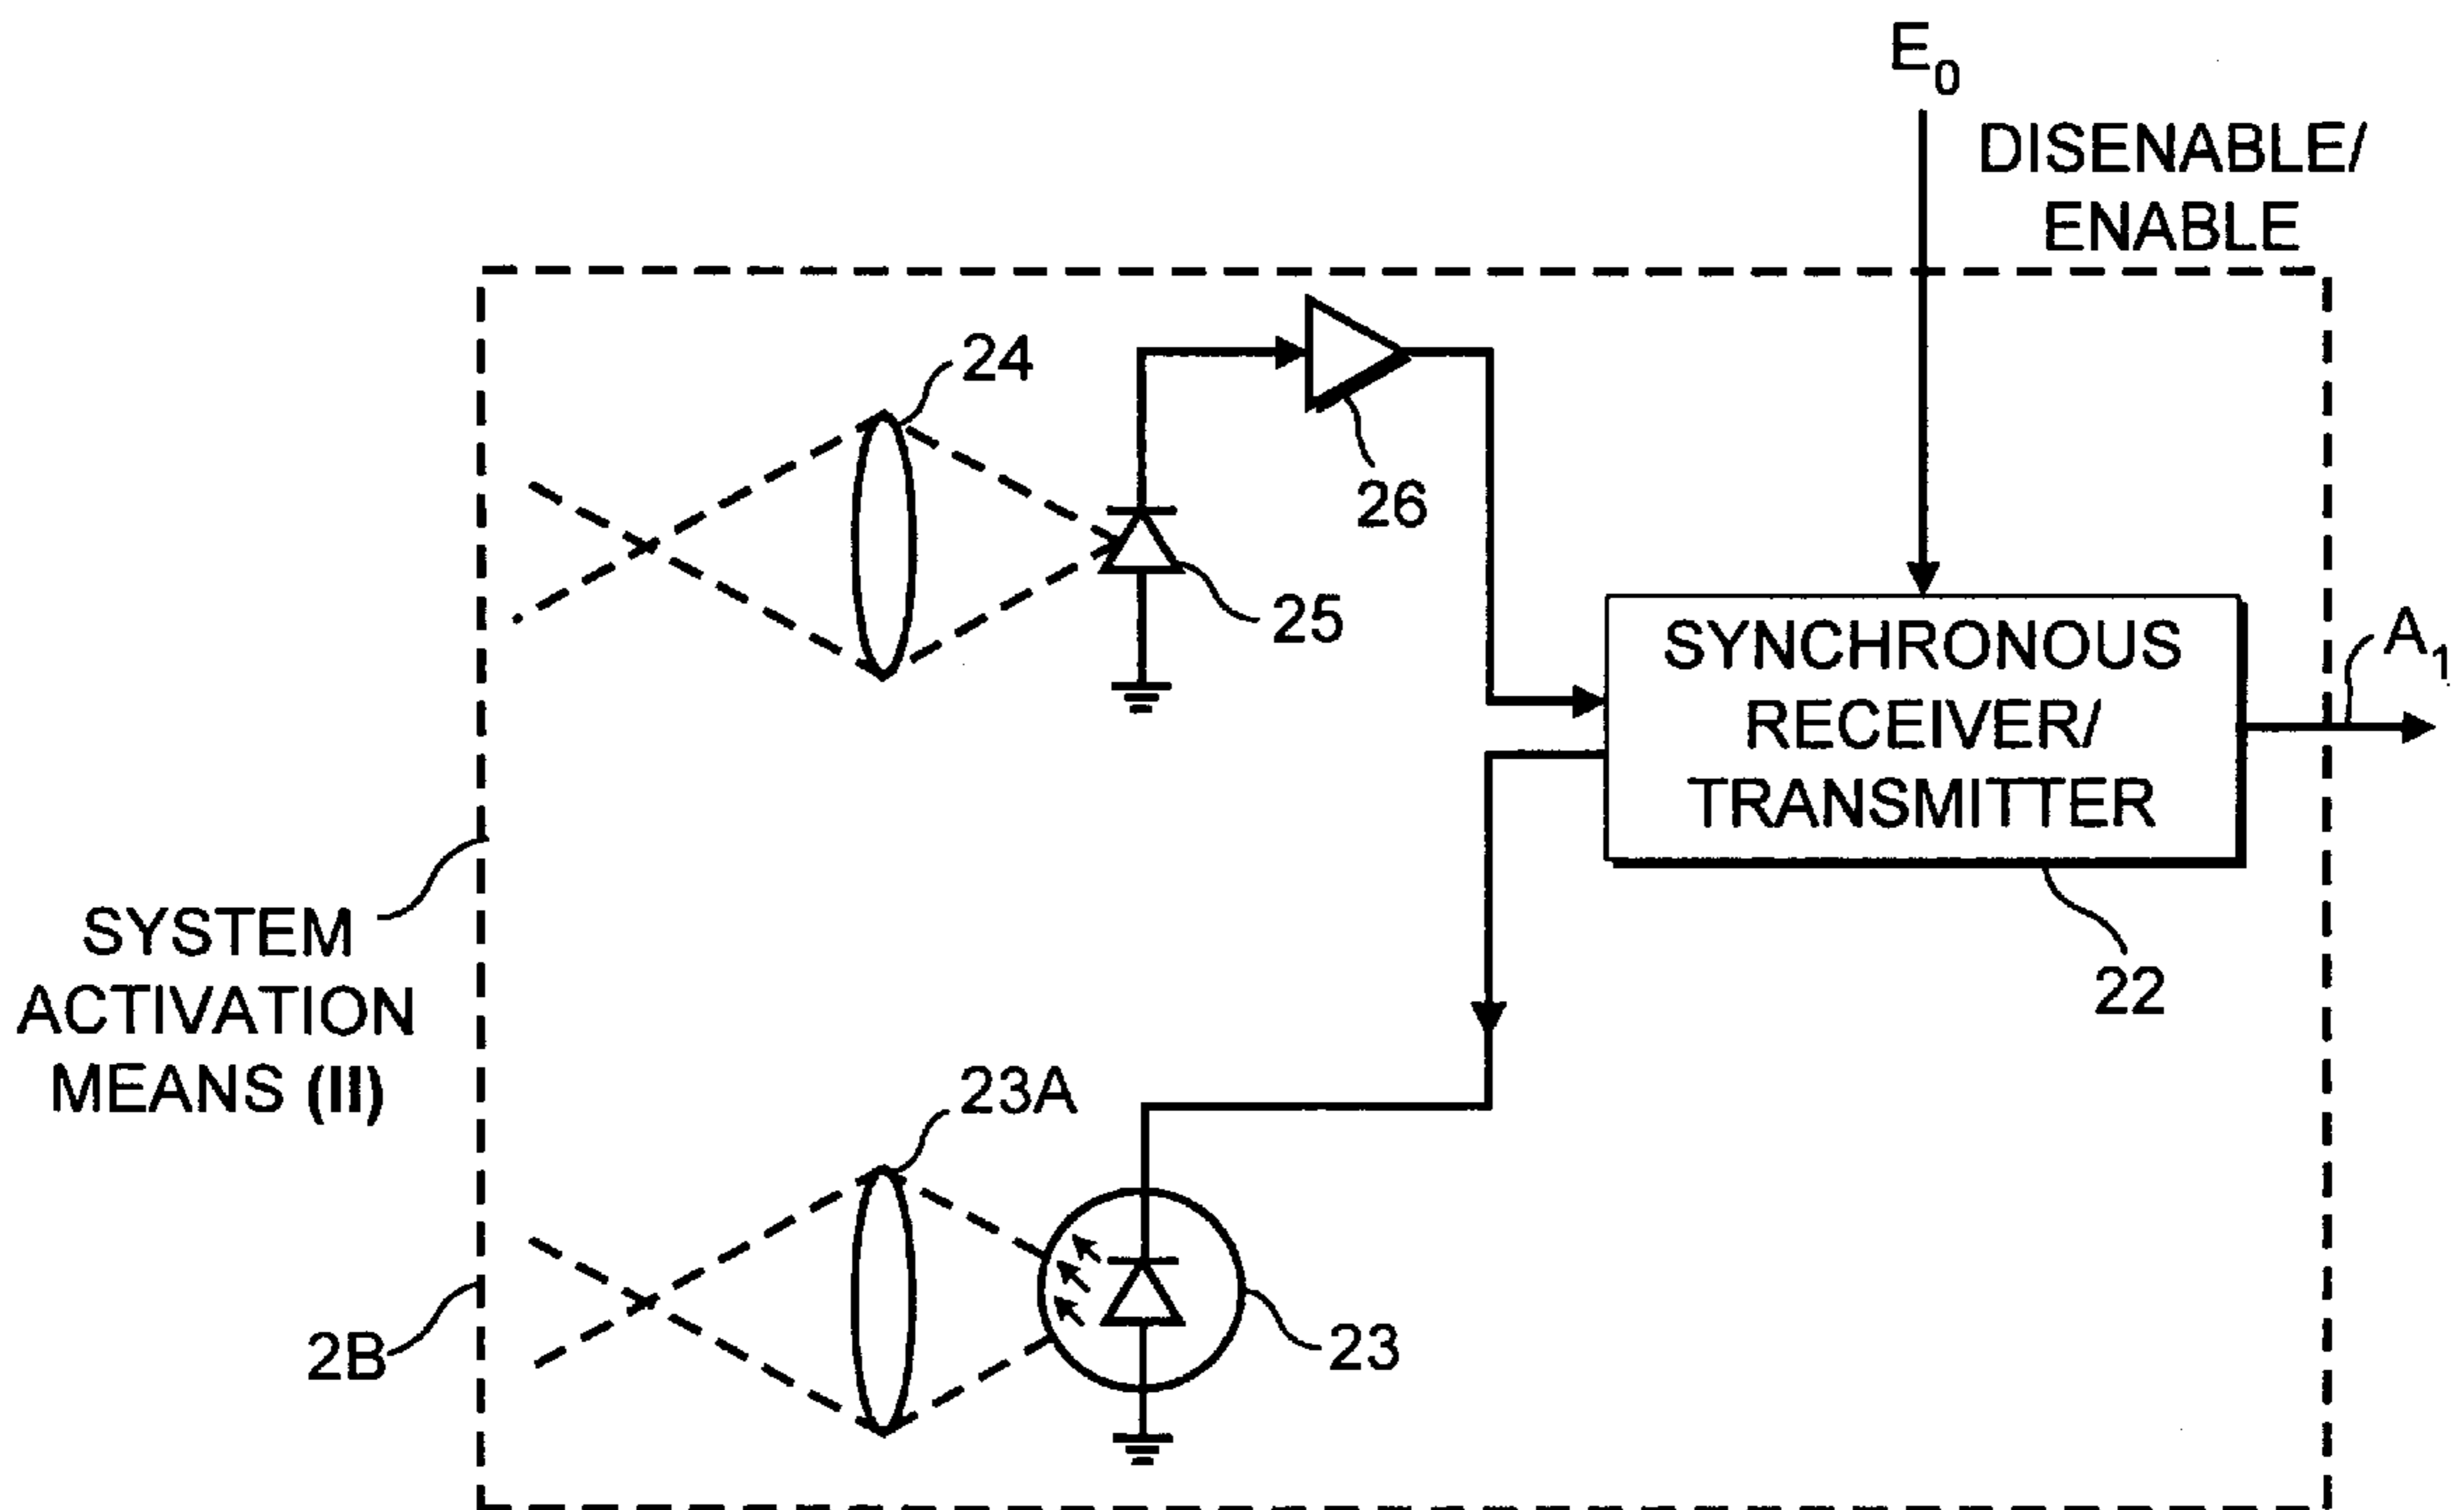 E0
DISENABLE/
ENABLE
24
26
25
SYNCHRONOUS
RECEIVER/
TRANSMITTER
A1
22
SYSTEM
ACTIVATION
MEANS (II)
23A
2B
23